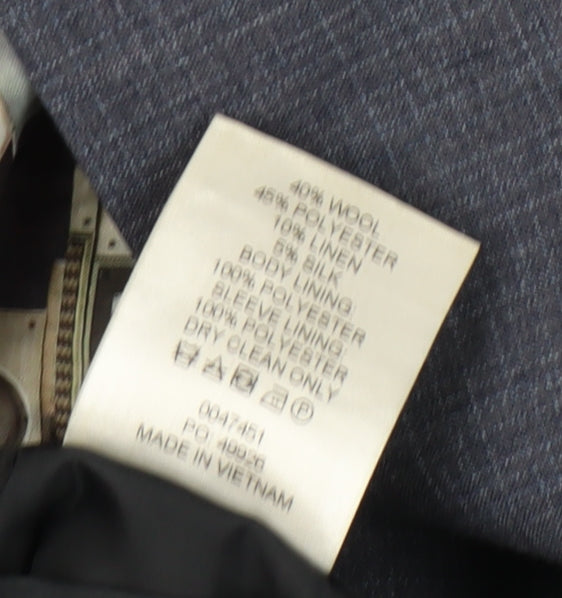 40% WOOL
45% POLYESTER
10% LINEN
5% SILK
BODY LINING
100% POLYESTER
SLEEVE LINING
100% POLYESTER
DRY CLEAN ONLY
P
0047451
PO 49926
MADE IN VIETNAM